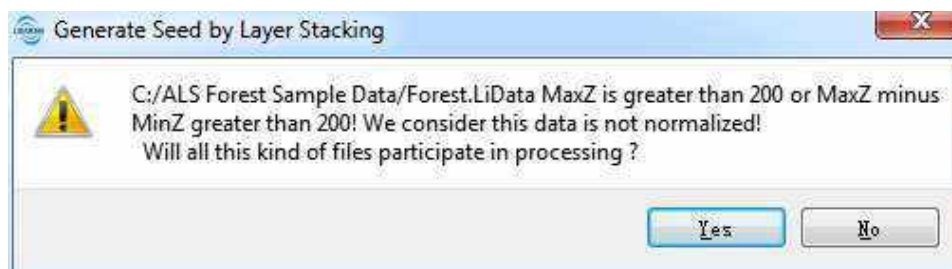 Generate Seed by Layer Stacking
C:/ALS Forest Sample Data/Forest.LiData MaxZ is greater than 200 or MaxZ minus
MinZ greater than 200! We consider this data is not normalized!
Will all this kind of files participate in processing ?
Yes No